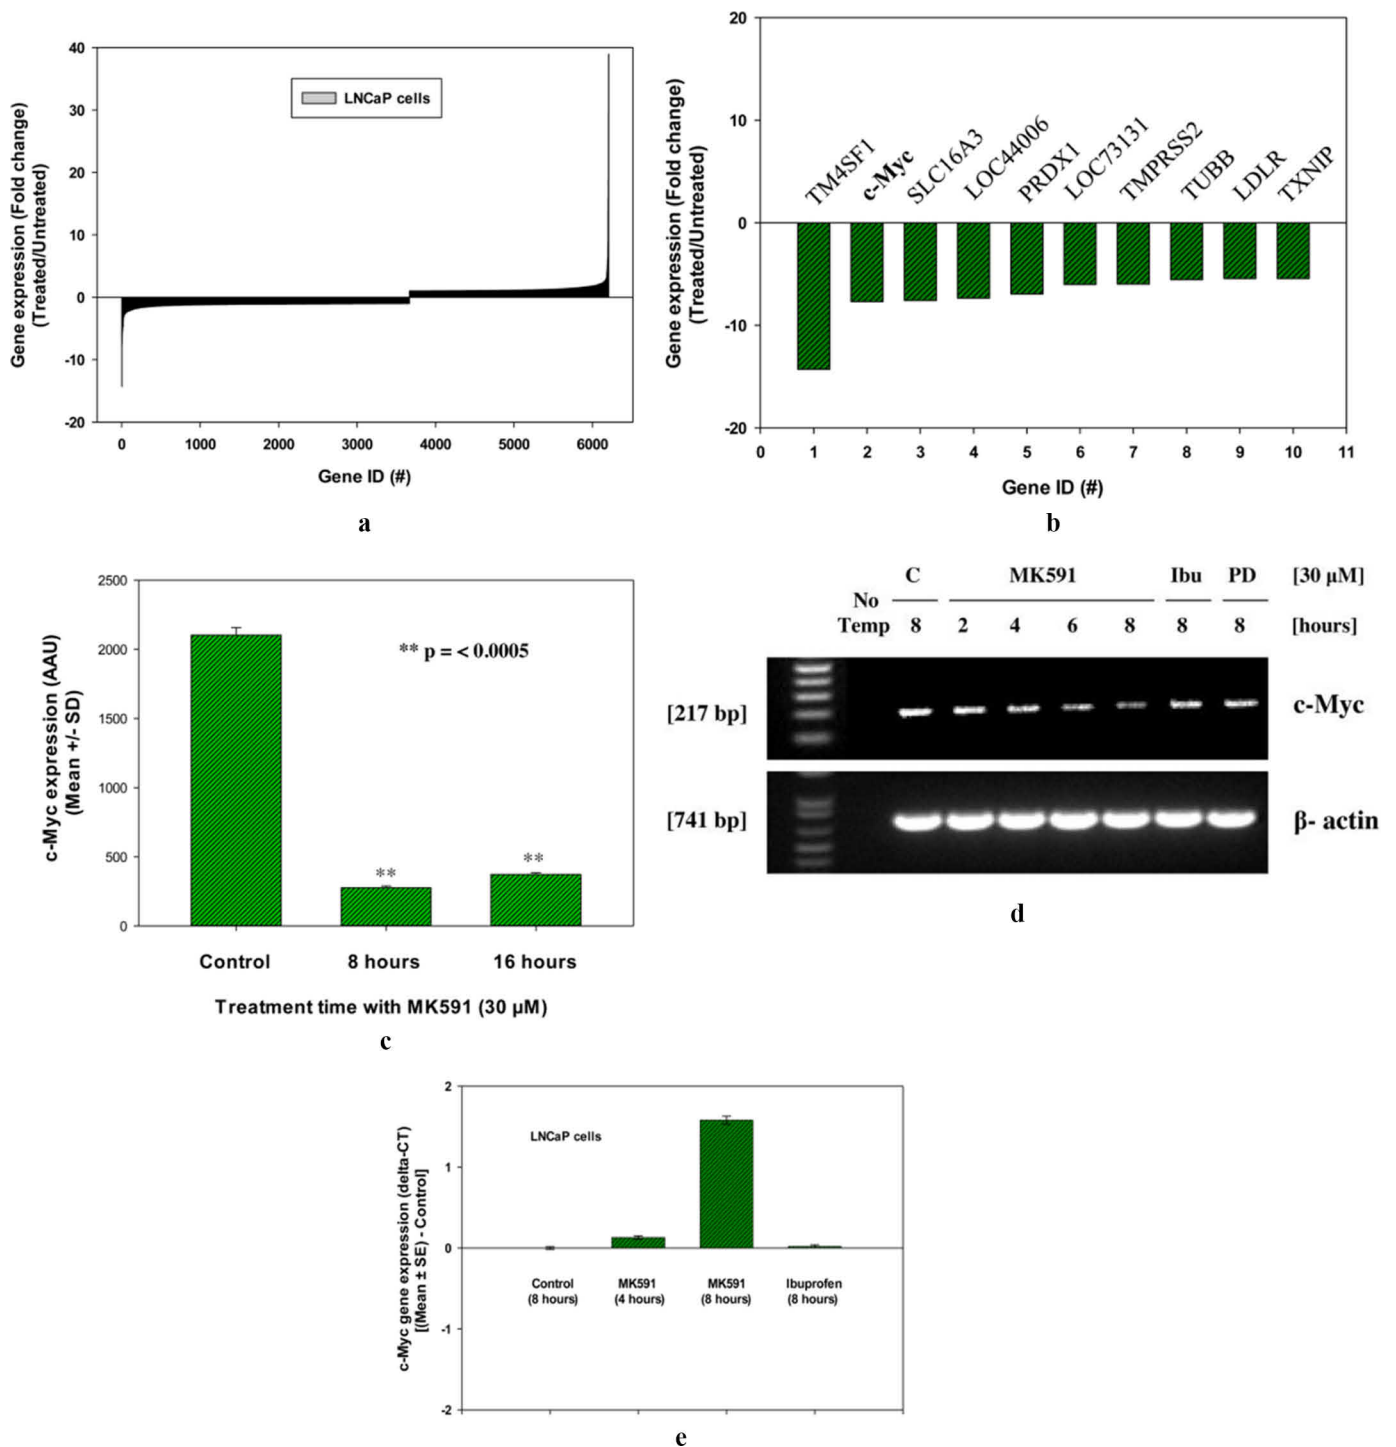 40
30
20
10
0
-10
-20
Gene expression (Fold change)
(Treated/Untreated)
LNCaP cells
0 1000 2000 3000 4000 5000 6000
Gene ID (#)
a
20
10
0
-10
-20
Gene expression (Fold change)
(Treated/Untreated)
TM4SF1
c-Myc
SLC16A3
LOC44006
PRDX1
LOC73131
TMPRSS2
TUBB
LDLR
TXNIP
0 1 2 3 4 5 6 7 8 9 10 11
Gene ID (#)
b
2500
2000
1500
1000
500
0
c-Myc expression (AAU)
(Mean +/- SD)
** p = < 0.0005
**
**
Control 8 hours 16 hours
Treatment time with MK591 (30 µM)
c
C MK591 Ibu PD [30 µM]
No
Temp 8 2 4 6 8 8 8 [hours]
[217 bp] c-Myc
[741 bp] β- actin
d
2
1
0
-1
-2
c-Myc gene expression (delta-CT)
[(Mean ± SE) - Control]
LNCaP cells
Control MK591 MK591 Ibuprofen
(8 hours) (4 hours) (8 hours) (8 hours)
e